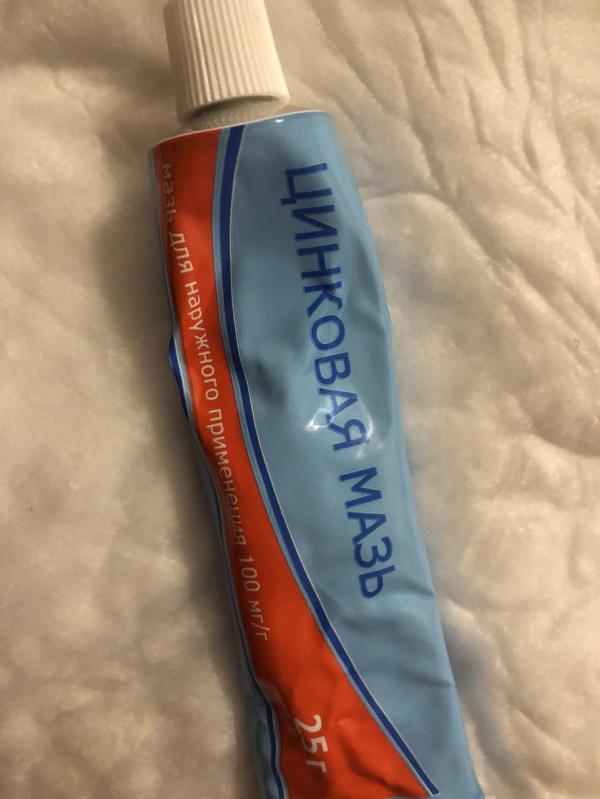 ЦИНКОВАЯ МАЗЬ
мазь для наружного применения 100 мг/г
25 г